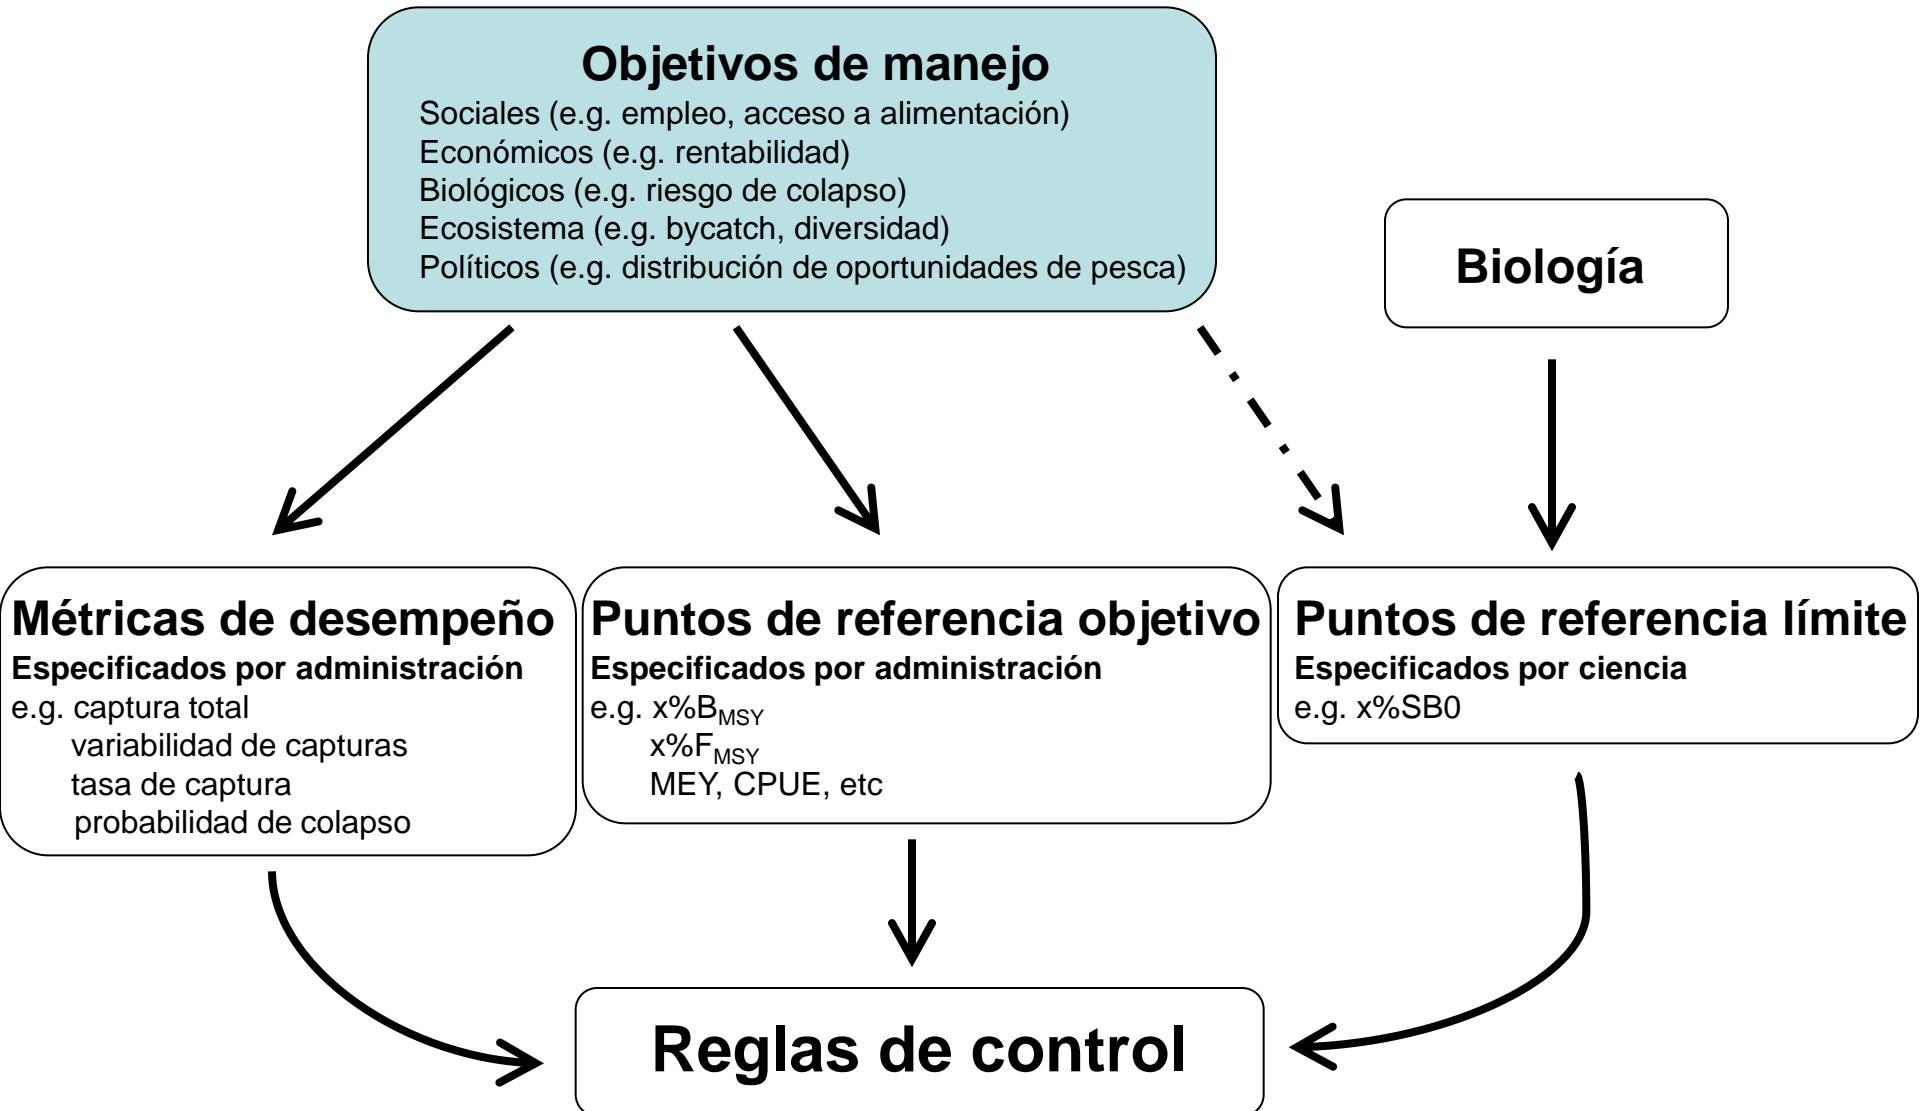 Objetivos de manejo
Sociales (e.g. empleo, acceso a alimentación)
Económicos (e.g. rentabilidad)
Biológicos (e.g. riesgo de colapso)
Ecosistema (e.g. bycatch, diversidad)
Políticos (e.g. distribución de oportunidades de pesca)
Biología
Métricas de desempeño
Especificados por administración
e.g. captura total
variabilidad de capturas
tasa de captura
probabilidad de colapso
Puntos de referencia objetivo
Especificados por administración
e.g. x%B_MSY
x%F_MSY
MEY, CPUE, etc
Puntos de referencia límite
Especificados por ciencia
e.g. x%SB0
Reglas de control